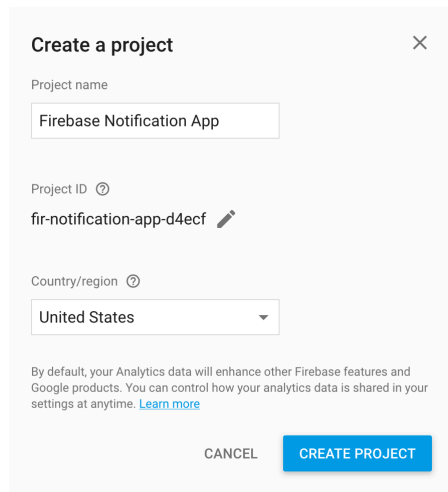 Create a project
Project name
Firebase Notification App
Project ID
fir-notification-app-d4ecf
Country/region
United States
By default, your Analytics data will enhance other Firebase features and
Google products. You can control how your analytics data is shared in your
settings at anytime. Learn more
CANCEL CREATE PROJECT